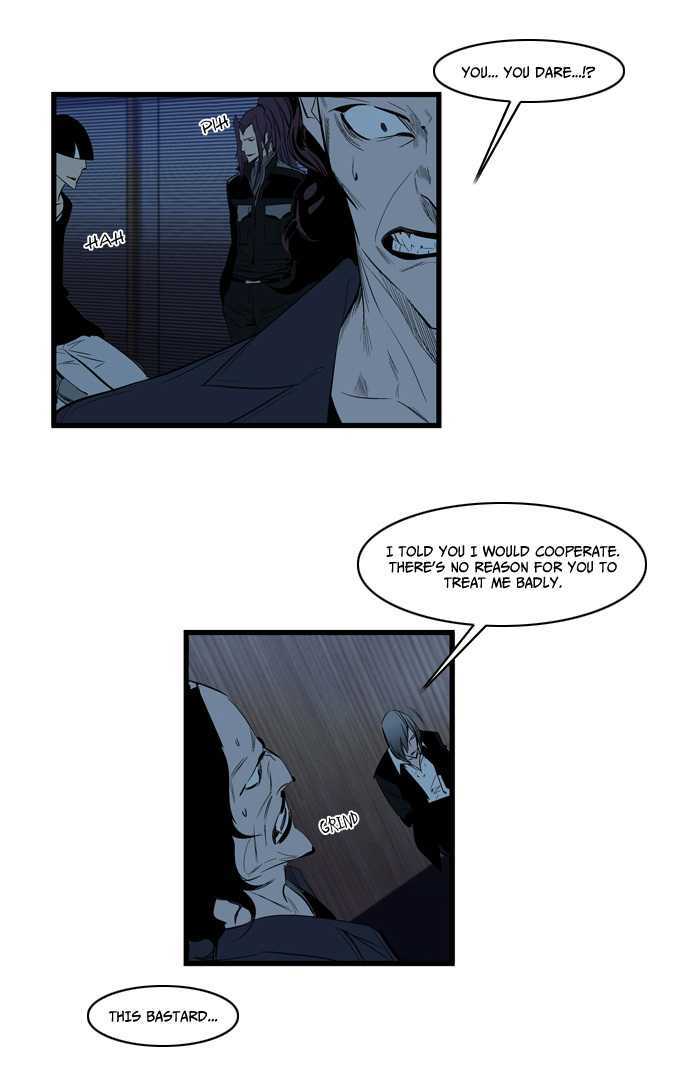 YOU... YOU DARE...!?
PHH
HAH
I TOLD YOU I WOULD COOPERATE.
THERE'S NO REASON FOR YOU TO
TREAT ME BADLY.
GRIND
THIS BASTARD...